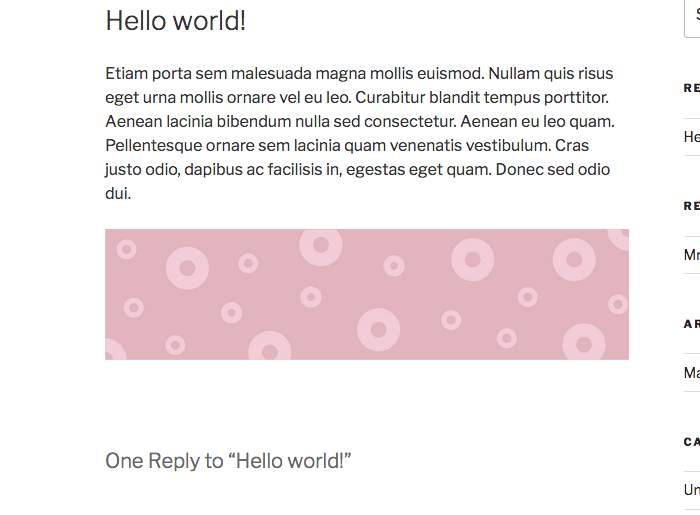 Hello world!
Etiam porta sem malesuada magna mollis euismod. Nullam quis risus
eget urna mollis ornare vel eu leo. Curabitur blandit tempus porttitor.
Aenean lacinia bibendum nulla sed consectetur. Aenean eu leo quam.
Pellentesque ornare sem lacinia quam venenatis vestibulum. Cras
justo odio, dapibus ac facilisis in, egestas eget quam. Donec sed odio
dui.
One Reply to “Hello world!”
RE
He
RE
Mr
AR
Ma
CA
Un